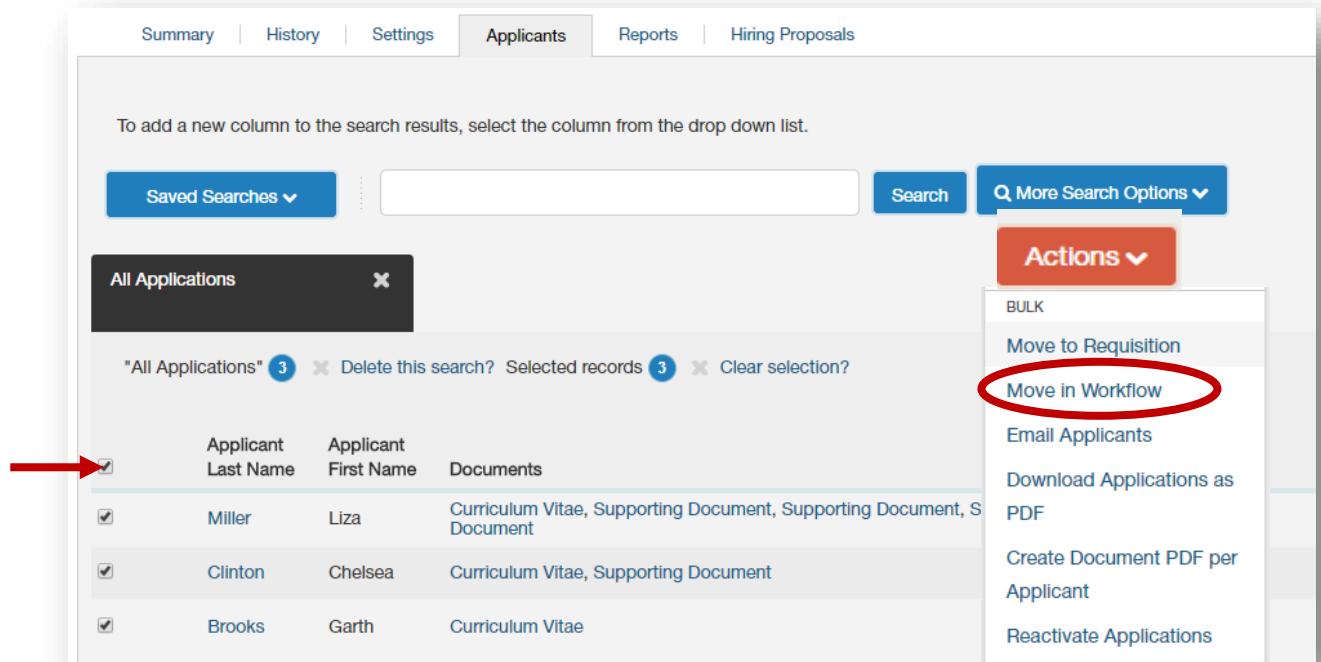 Summary History Settings Applicants Reports Hiring Proposals
To add a new column to the search results, select the column from the drop down list.
Saved Searches Search More Search Options
Actions
All Applications
BULK
"All Applications" 3 Delete this search? Selected records 3 Clear selection?
Move to Requisition
Move in Workflow
Email Applicants
Download Applications as
PDF
Create Document PDF per
Applicant
Reactivate Applications
Applicant Applicant
Last Name First Name Documents
Miller Liza Curriculum Vitae, Supporting Document, Supporting Document, S
Document
Clinton Chelsea Curriculum Vitae, Supporting Document
Brooks Garth Curriculum Vitae